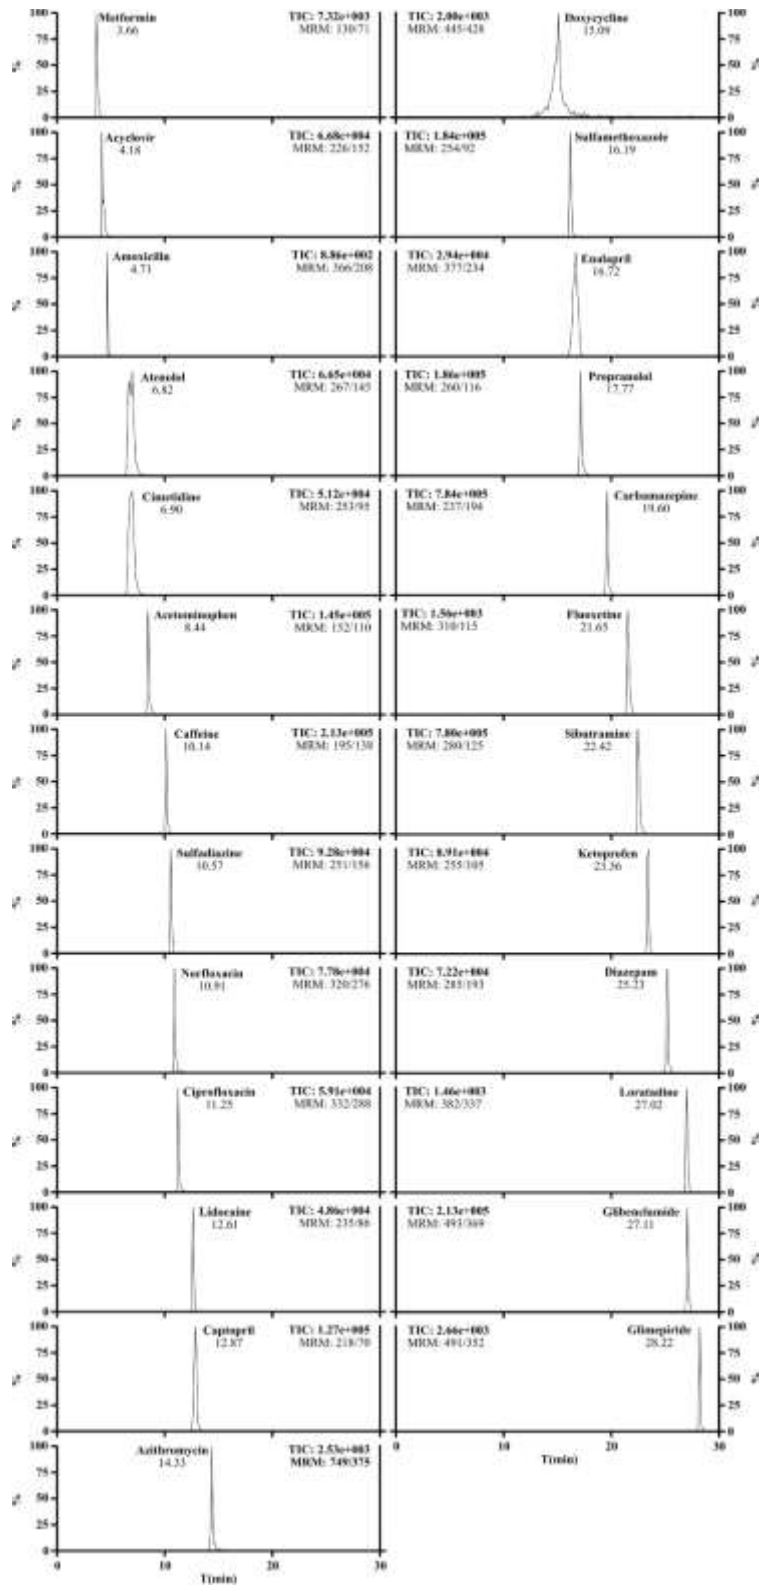 Metformin
3.66
TIC: 7.32e+003
MRM: 130/71
Acyclovir
4.18
TIC: 6.68e+004
MRM: 226/152
Amoxicilin
4.71
TIC: 8.86e+002
MRM: 366/208
Atenolol
6.82
TIC: 6.65e+004
MRM: 267/145
Cimetidine
6.90
TIC: 5.12e+004
MRM: 253/95
Acetominophen
8.44
TIC: 1.45e+005
MRM: 152/110
Caffeine
10.14
TIC: 2.13e+005
MRM: 195/138
Sulfadiazine
10.57
TIC: 9.28e+004
MRM: 251/156
Norfloxacin
10.91
TIC: 7.78e+004
MRM: 320/276
Ciprofloxacin
11.25
TIC: 5.91e+004
MRM: 332/288
Lidocaine
12.61
TIC: 4.86e+004
MRM: 235/86
Captopril
12.87
TIC: 1.27e+005
MRM: 218/70
Azithromycin
14.33
TIC: 2.53e+003
MRM: 749/375
0 10 20 30
T(min)
TIC: 2.00e+003
MRM: 445/428
Doxycycline
15.09
TIC: 1.84e+005
MRM: 254/92
Sulfamethoxazole
16.19
TIC: 2.94e+004
MRM: 377/234
Enalapril
16.72
TIC: 1.86e+005
MRM: 260/116
Propranolol
17.77
TIC: 7.84e+005
MRM: 237/194
Carbamazepine
19.60
TIC: 1.56e+003
MRM: 310/115
Fluoxetine
21.65
TIC: 7.80e+005
MRM: 280/125
Sibutramine
22.42
TIC: 8.91e+004
MRM: 255/105
Ketoprofen
23.36
TIC: 7.22e+004
MRM: 285/193
Diazepam
25.23
TIC: 1.46e+003
MRM: 382/337
Loratadine
27.02
TIC: 2.13e+005
MRM: 493/369
Glibenclamide
27.11
TIC: 2.66e+003
MRM: 491/352
Glimepiride
28.22
0 10 20 30
T(min)